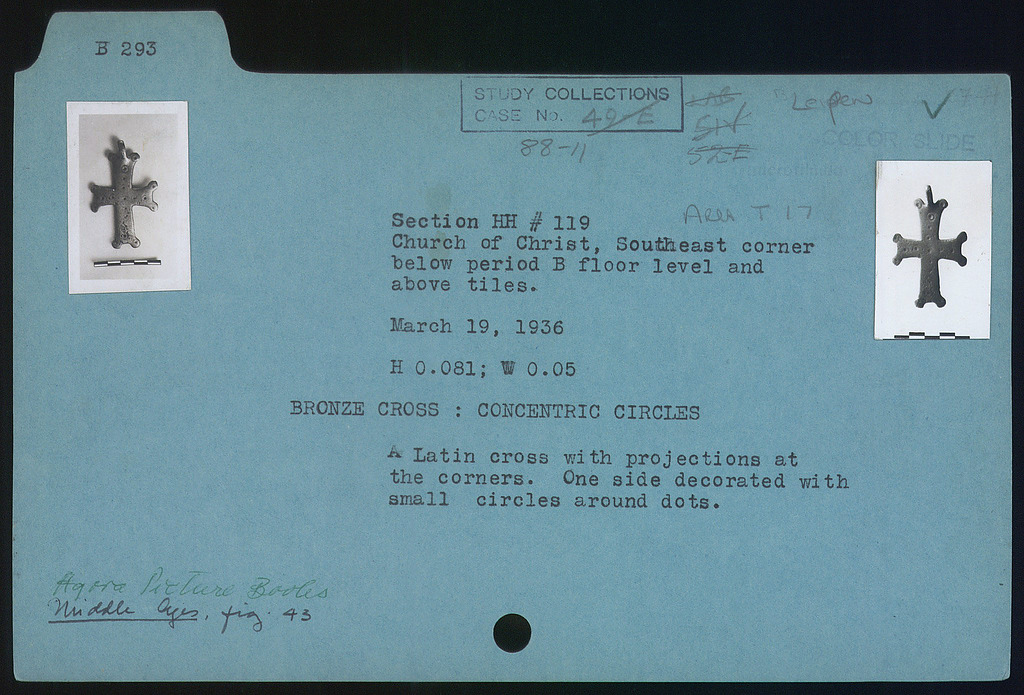 B 293
STUDY COLLECTIONS
CASE No. 49-E
88-11
52-E
COLOR SLIDE
Area T 17
Section HH # 119
Church of Christ, Southeast corner
below period B floor level and
above tiles.
March 19, 1936
H 0.081; W 0.05
BRONZE CROSS : CONCENTRIC CIRCLES
A Latin cross with projections at
the corners. One side decorated with
small circles around dots.
Agora Picture Books
Middle Ages, fig. 43